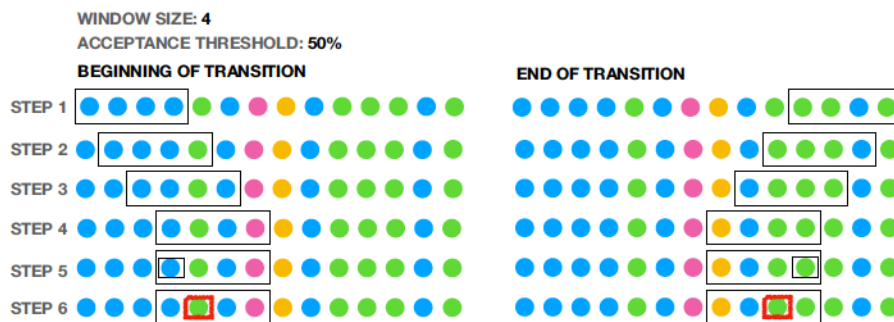 WINDOW SIZE: 4
ACCEPTANCE THRESHOLD: 50%
BEGINNING OF TRANSITION
END OF TRANSITION
STEP 1
STEP 2
STEP 3
STEP 4
STEP 5
STEP 6